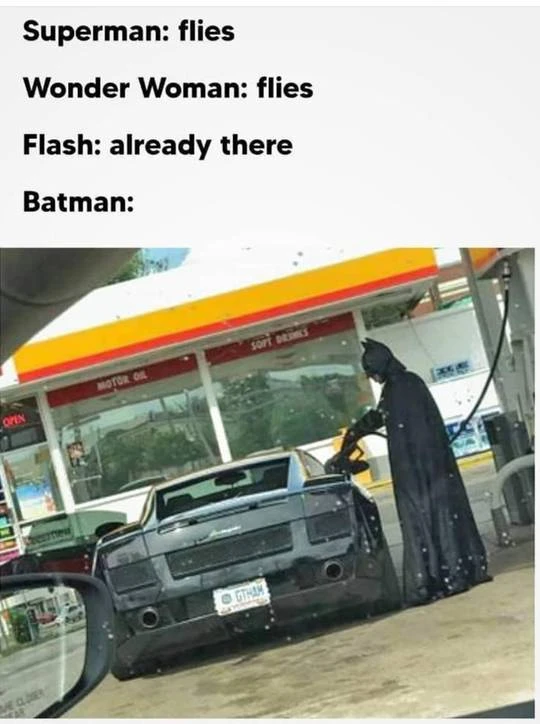 Superman: flies
Wonder Woman: flies
Flash: already there
Batman:
SOFT DRINKS
MOTOR OIL
OPEN
GTHAM